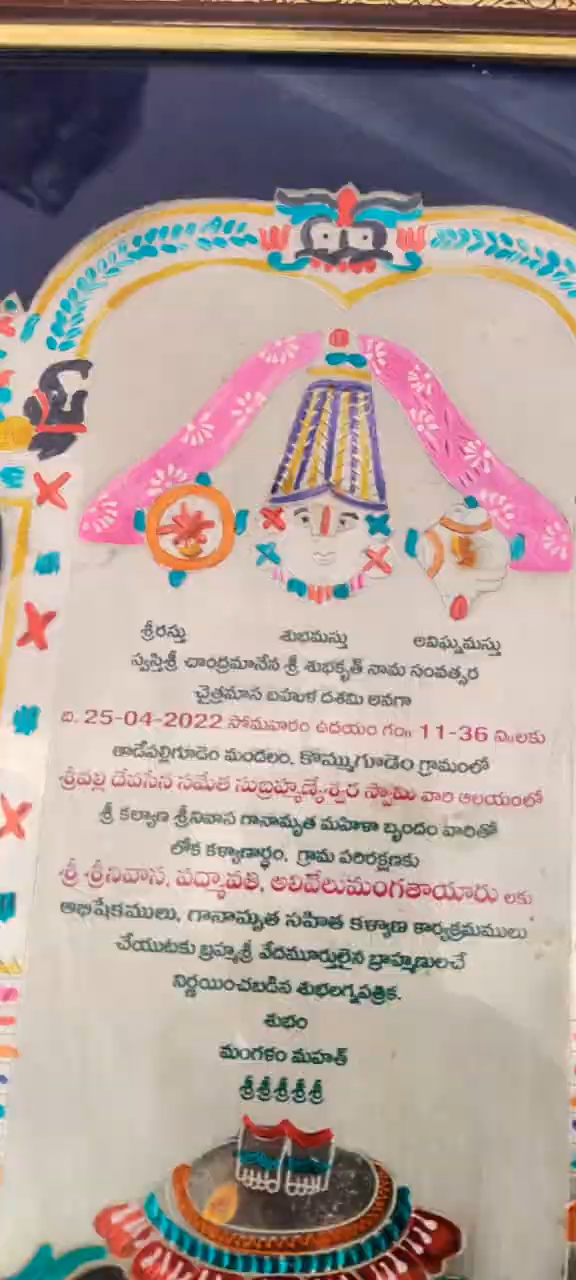 శ్రీరస్తు శుభమస్తు అవిఘ్నమస్తు
స్వస్తిశ్రీ చాంద్రమానేన శ్రీ శుభకృత్ నామ సంవత్సర
చైత్రమాస బహుళ దశమి అనగా
ది. 25-04-2022 సోమవారం ఉదయం గం॥ 11-36 ని॥లకు
తాడేపల్లిగూడెం మండలం, కొమ్ముగూడెం గ్రామంలో
శ్రీవల్లి దేవసేన సమేత సుబ్రహ్మణ్యేశ్వర స్వామి వారి ఆలయంలో
శ్రీ కల్యాణ శ్రీనివాస గానామృత మహిళా బృందం వారితో
లోక కళ్యాణార్థం, గ్రామ పరిరక్షణకు
శ్రీ శ్రీనివాస, పద్మావతి, అలివేలుమంగతాయారు లకు
అభిషేకములు, గానామృత సహిత కళ్యాణ కార్యక్రమములు
చేయుటకు బ్రహ్మశ్రీ వేదమూర్తులైన బ్రాహ్మణులచే
నిర్ణయించబడిన శుభలగ్నపత్రిక.
శుభం
మంగళం మహత్
శ్రీశ్రీశ్రీశ్రీశ్రీ